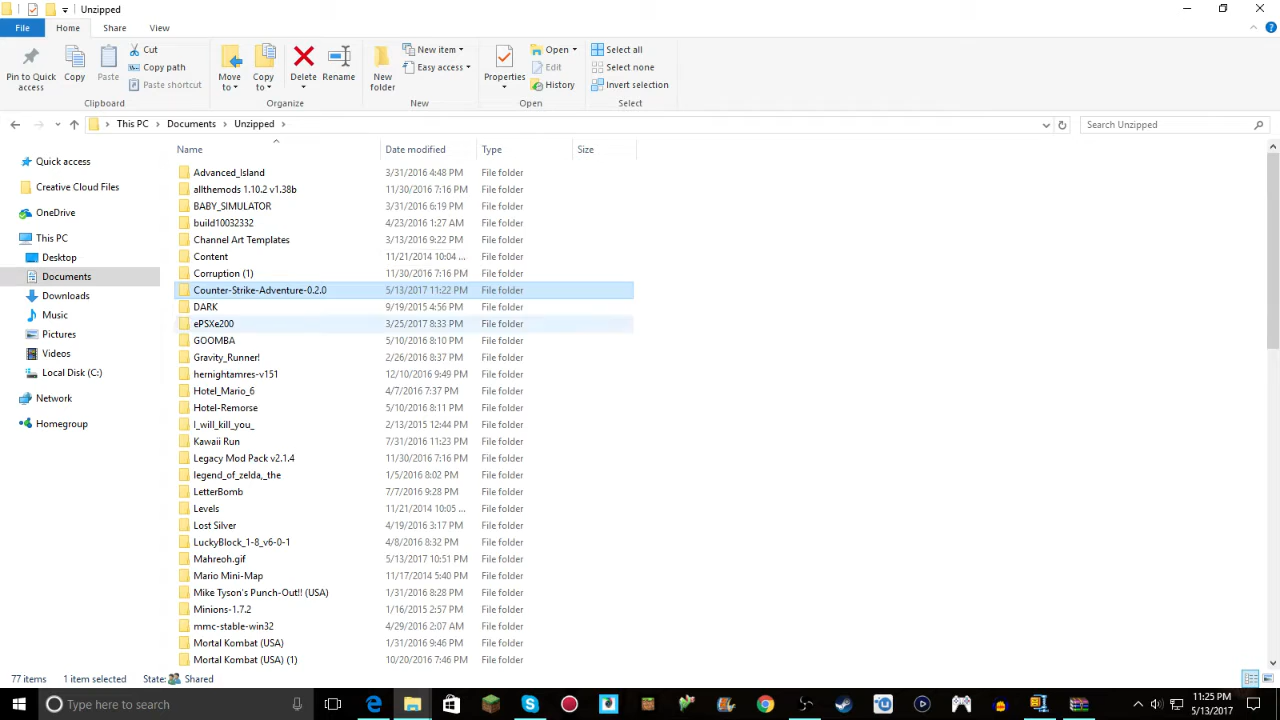 Unzipped
File Home Share View
Pin to Quick access
Copy
Paste
Cut
Copy path
Paste shortcut
Clipboard
Move to
Copy to
Delete
Rename
Organize
New folder
New item
Easy access
New
Properties
Open
Edit
History
Open
Select all
Select none
Invert selection
Select
This PC > Documents > Unzipped >
Search Unzipped
Quick access
Creative Cloud Files
OneDrive
This PC
Desktop
Documents
Downloads
Music
Pictures
Videos
Local Disk (C:)
Network
Homegroup
Name Date modified Type Size
Advanced_Island 3/31/2016 4:48 PM File folder
allthemods 1.10.2 v1.38b 11/30/2016 7:16 PM File folder
BABY_SIMULATOR 3/31/2016 6:19 PM File folder
build10032332 4/23/2016 1:27 AM File folder
Channel Art Templates 3/13/2016 9:22 PM File folder
Content 11/21/2014 10:04 ... File folder
Corruption (1) 11/30/2016 7:16 PM File folder
Counter-Strike-Adventure-0.2.0 5/13/2017 11:22 PM File folder
DARK 9/19/2015 4:56 PM File folder
ePSXe200 3/25/2017 8:33 PM File folder
GOOMBA 5/10/2016 8:10 PM File folder
Gravity_Runner! 2/26/2016 8:37 PM File folder
hernightamres-v151 12/10/2016 9:49 PM File folder
Hotel_Mario_6 4/7/2016 7:37 PM File folder
Hotel-Remorse 5/10/2016 8:11 PM File folder
I_will_kill_you_ 2/13/2015 12:44 PM File folder
Kawaii Run 7/31/2016 11:23 PM File folder
Legacy Mod Pack v2.1.4 11/30/2016 7:16 PM File folder
legend_of_zelda,_the 1/5/2016 8:02 PM File folder
LetterBomb 7/7/2016 9:28 PM File folder
Levels 11/21/2014 10:05 ... File folder
Lost Silver 4/19/2016 3:17 PM File folder
LuckyBlock_1-8_v6-0-1 4/8/2016 8:32 PM File folder
Mahreoh.gif 5/13/2017 10:51 PM File folder
Mario Mini-Map 11/17/2014 5:40 PM File folder
Mike Tyson's Punch-Out!! (USA) 1/31/2016 8:28 PM File folder
Minions-1.7.2 1/16/2015 2:57 PM File folder
mmc-stable-win32 4/29/2016 2:07 AM File folder
Mortal Kombat (USA) 1/31/2016 9:46 PM File folder
Mortal Kombat (USA) (1) 10/20/2016 7:46 PM File folder
77 items 1 item selected State: Shared
Type here to search
11:25 PM
5/13/2017